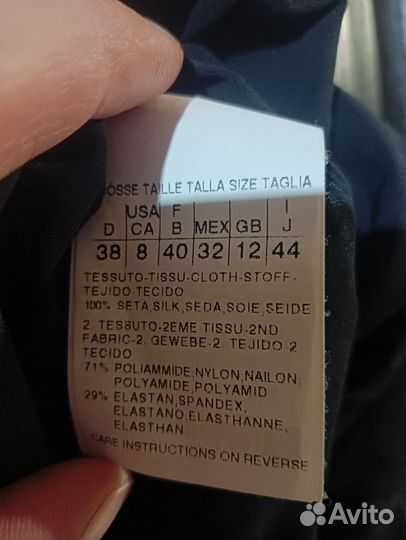 ÖSSE TAILLE TALLA SIZE TAGLIA
USA F I
D CA B MEX GB J
38 8 40 32 12 44
TESSUTO-TISSU-CLOTH-STOFF-
TEJIDO-TECIDO
100% SETA,SILK,SEDA,SOIE,SEIDE
2. TESSUTO-2EME TISSU-2ND
FABRIC-2. GEWEBE-2. TEJIDO-2
TECIDO
71% POLIAMMIDE,NYLON,NAILON,
POLYAMIDE,POLYAMID
29% ELASTAN,SPANDEX,
ELASTANO,ELASTHANNE,
ELASTHAN
CARE INSTRUCTIONS ON REVERSE
Avito